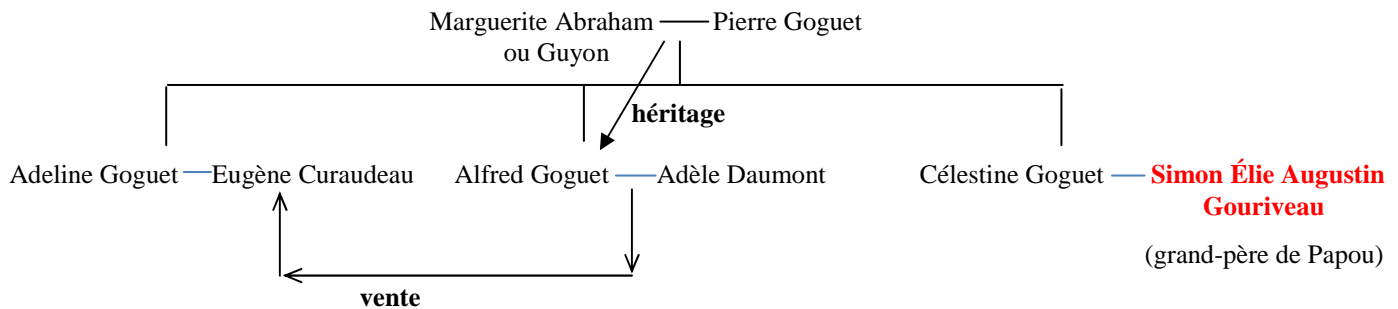 Marguerite Abraham Pierre Goguet
ou Guyon
héritage
Adeline Goguet Eugène Curaudeau Alfred Goguet Adèle Daumont Célestine Goguet Simon Élie Augustin
Gouriveau
(grand-père de Papou)
vente